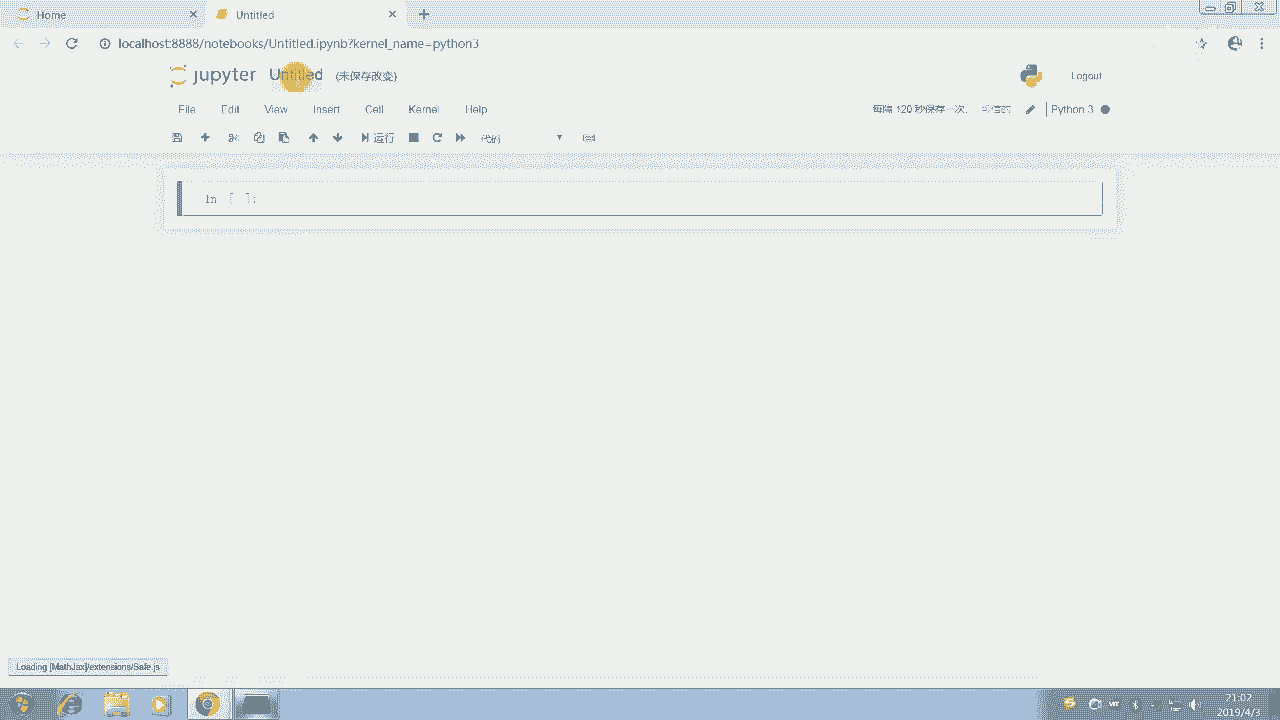 Home
Untitled
localhost:8888/notebooks/Untitled.ipynb?kernel_name=python3
jupyter Untitled (未保存改变)
Logout
File Edit View Insert Cell Kernel Help
每隔 120 秒保存一次. 可信的 Python 3
运行 代码
In [ ]:
Loading [MathJax]/extensions/Safe.js
21:02
2019/4/3